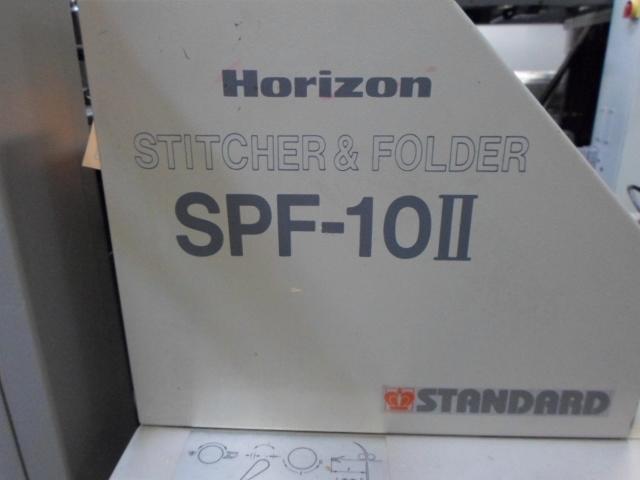 Horizon
STITCHER & FOLDER
SPF-10II
STANDARD